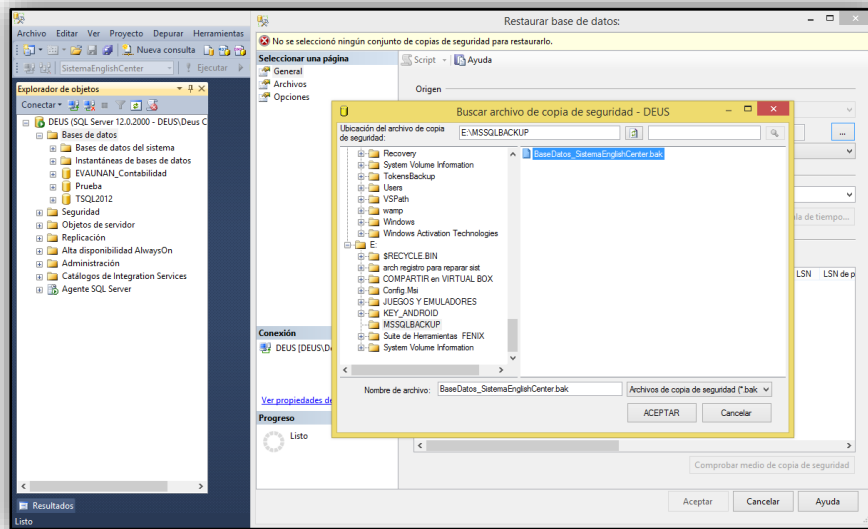 Restaurar base de datos:
Archivo Editar Ver Proyecto Depurar Herramientas
Nueva consulta
SistemaEnglishCenter
Ejecutar
No se seleccionó ningún conjunto de copias de seguridad para restaurarlo.
Explorador de objetos
Conectar
DEUS (SQL Server 12.0.2000 - DEUS\Deus C
Bases de datos
Bases de datos del sistema
Instantáneas de bases de datos
EVAUNAN_Contabilidad
Prueba
TSQL2012
Seguridad
Objetos de servidor
Replicación
Alta disponibilidad AlwaysOn
Administración
Catálogos de Integration Services
Agente SQL Server
Resultados
Listo
Seleccionar una página
General
Archivos
Opciones
Script
Ayuda
Origen
...
la de tiempo...
LSN
LSN de p
Conexión
DEUS [DEUS\De
Ver propiedades de
Progreso
Listo
Buscar archivo de copia de seguridad - DEUS
Ubicación del archivo de copia
de seguridad:
E:\MSSQLBACKUP
Recovery
System Volume Information
TokensBackup
Users
VSPath
wamp
Windows
Windows Activation Technologies
E:
$RECYCLE.BIN
arch registro para reparar sist
COMPARTIR en VIRTUAL BOX
Config.Msi
JUEGOS Y EMULADORES
KEY_ANDROID
MSSQLBACKUP
Suite de Herramientas FENIX
System Volume Information
BaseDatos_SistemaEnglishCenter.bak
Nombre de archivo:
BaseDatos_SistemaEnglishCenter.bak
Archivos de copia de seguridad (*.bak
ACEPTAR
Cancelar
Comprobar medio de copia de seguridad
Aceptar
Cancelar
Ayuda